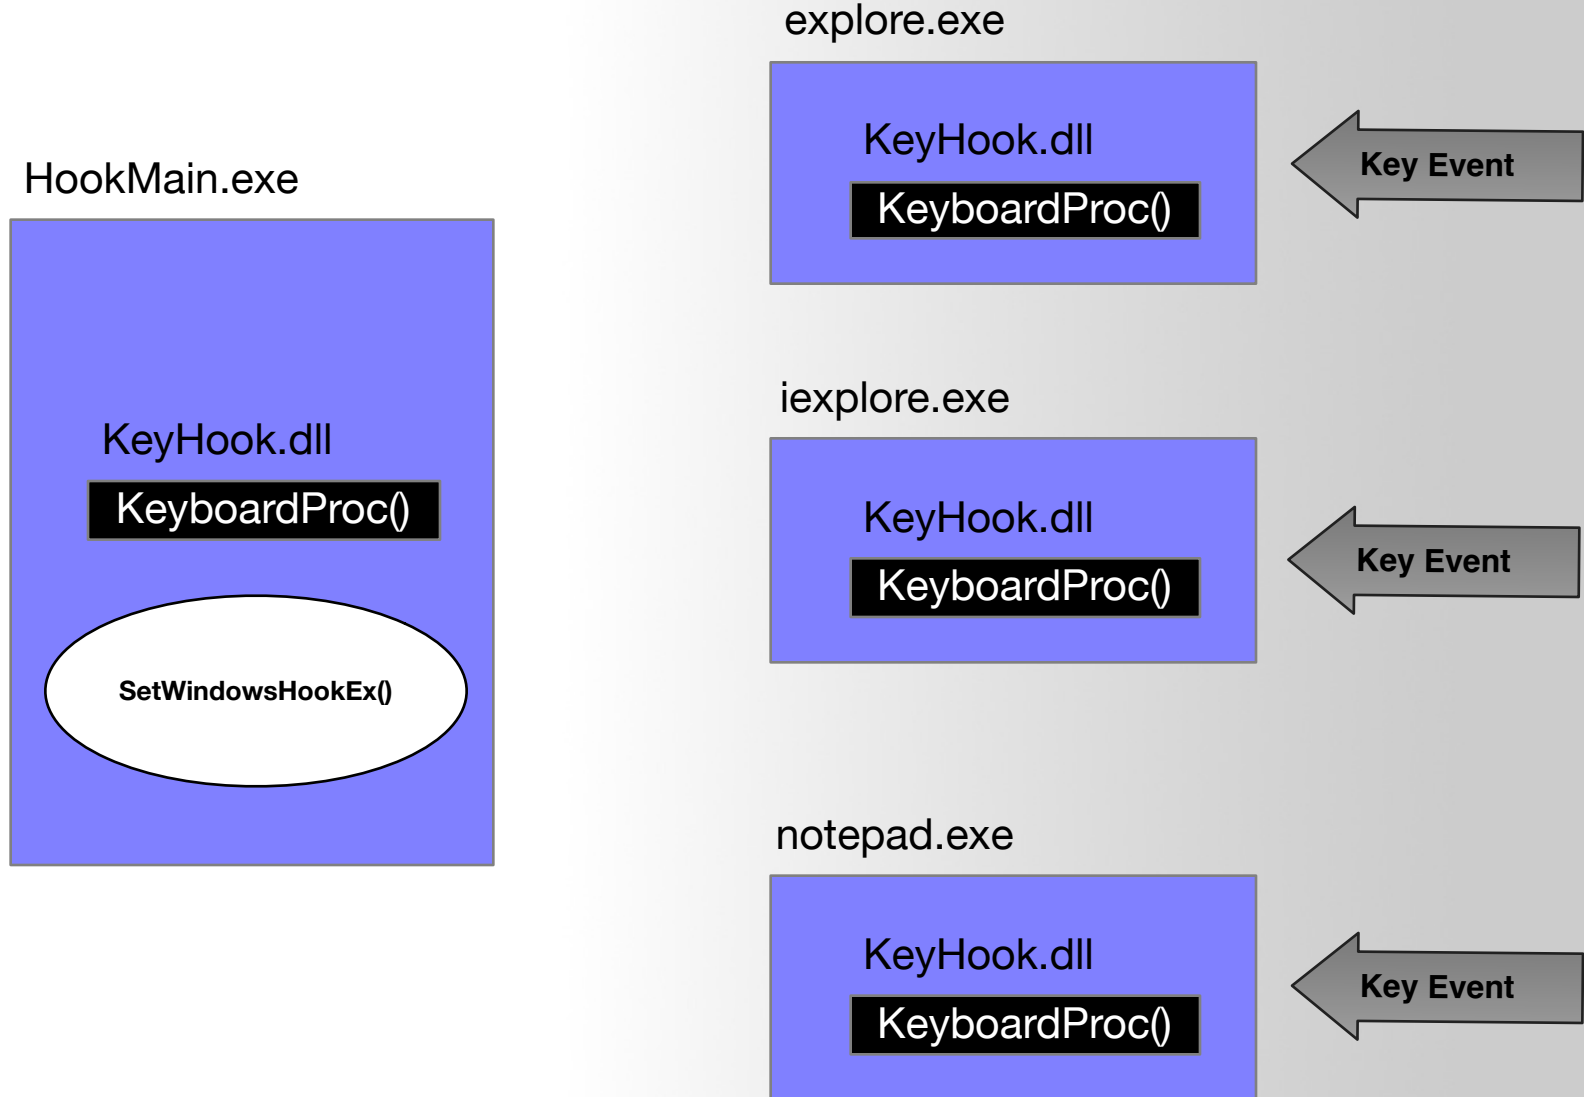 HookMain.exe
KeyHook.dll
KeyboardProc()
SetWindowsHookEx()
explore.exe
KeyHook.dll
KeyboardProc()
Key Event
iexplore.exe
KeyHook.dll
KeyboardProc()
Key Event
notepad.exe
KeyHook.dll
KeyboardProc()
Key Event